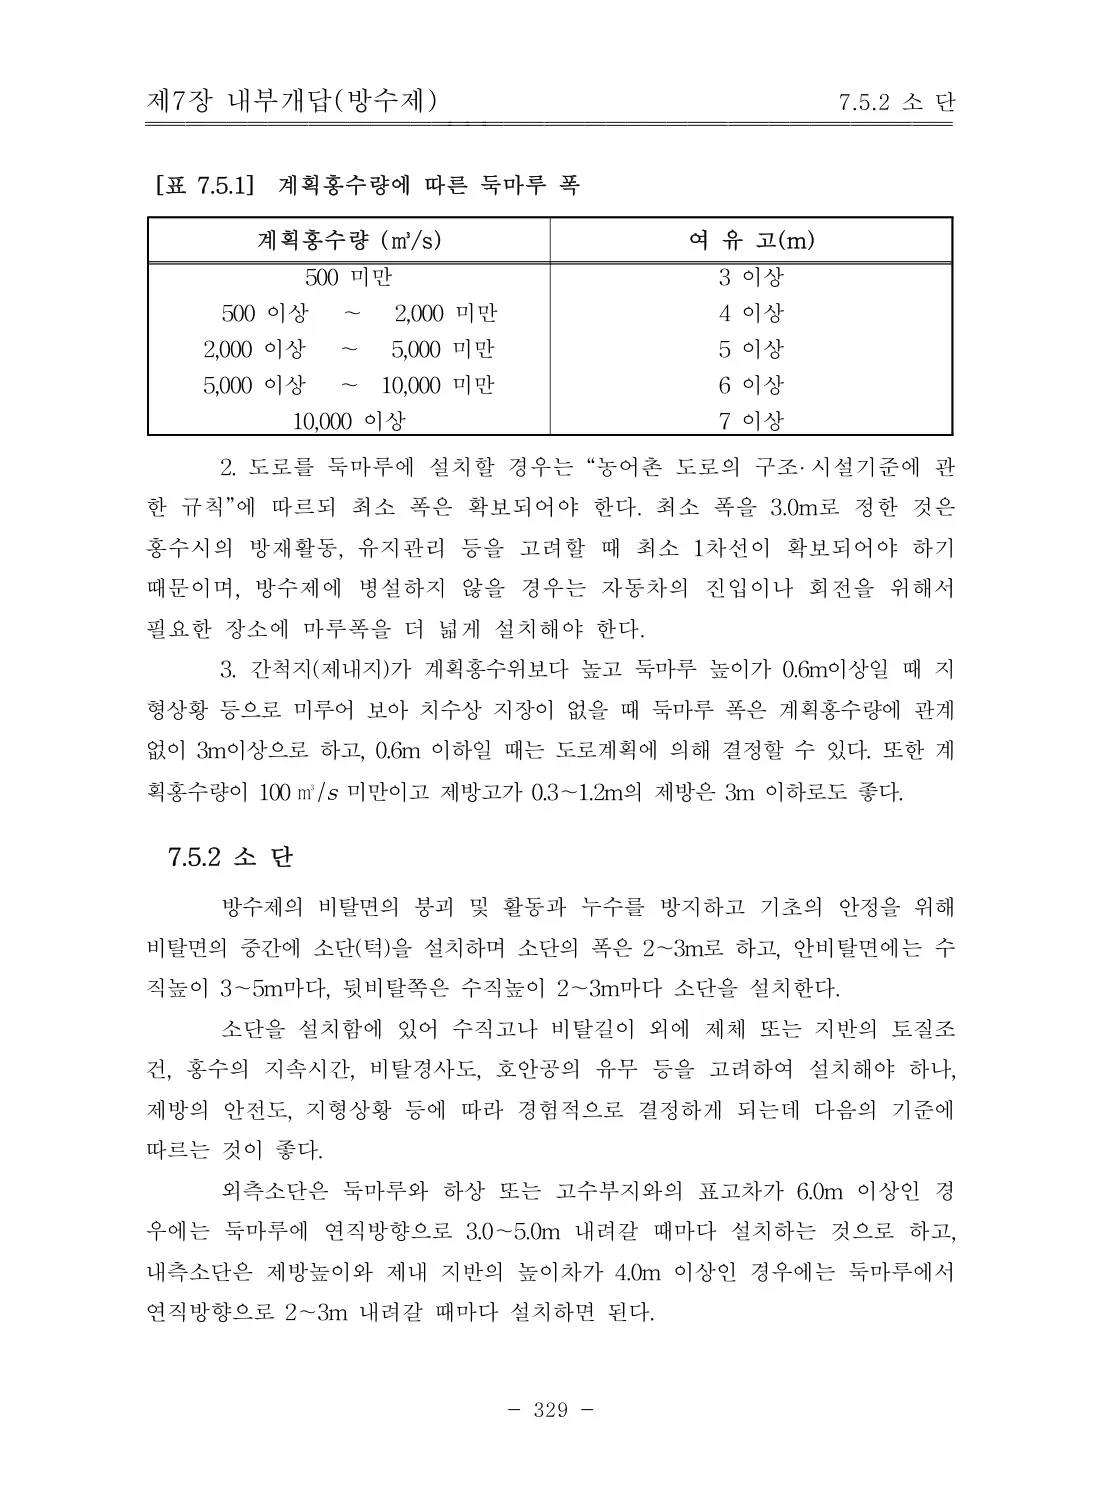 제7장 내부개답(방수제) 7.5.2 소 단
[표 7.5.1] 계획홍수량에 따른 둑마루 폭
계획홍수량 (㎥/s) 여 유 고(m)
500 미만 3 이상
500 이상 ~ 2,000 미만 4 이상
2,000 이상 ~ 5,000 미만 5 이상
5,000 이상 ~ 10,000 미만 6 이상
10,000 이상 7 이상
2. 도로를 둑마루에 설치할 경우는 “농어촌 도로의 구조·시설기준에 관
한 규칙”에 따르되 최소 폭은 확보되어야 한다. 최소 폭을 3.0m로 정한 것은
홍수시의 방재활동, 유지관리 등을 고려할 때 최소 1차선이 확보되어야 하기
때문이며, 방수제에 병설하지 않을 경우는 자동차의 진입이나 회전을 위해서
필요한 장소에 마루폭을 더 넓게 설치해야 한다.
3. 간척지(제내지)가 계획홍수위보다 높고 둑마루 높이가 0.6m이상일 때 지
형상황 등으로 미루어 보아 치수상 지장이 없을 때 둑마루 폭은 계획홍수량에 관계
없이 3m이상으로 하고, 0.6m 이하일 때는 도로계획에 의해 결정할 수 있다. 또한 계
획홍수량이 100 ㎥/s 미만이고 제방고가 0.3~1.2m의 제방은 3m 이하로도 좋다.
7.5.2 소 단
방수제의 비탈면의 붕괴 및 활동과 누수를 방지하고 기초의 안정을 위해
비탈면의 중간에 소단(턱)을 설치하며 소단의 폭은 2~3m로 하고, 안비탈면에는 수
직높이 3~5m마다, 뒷비탈쪽은 수직높이 2~3m마다 소단을 설치한다.
소단을 설치함에 있어 수직고나 비탈길이 외에 제체 또는 지반의 토질조
건, 홍수의 지속시간, 비탈경사도, 호안공의 유무 등을 고려하여 설치해야 하나,
제방의 안전도, 지형상황 등에 따라 경험적으로 결정하게 되는데 다음의 기준에
따르는 것이 좋다.
외측소단은 둑마루와 하상 또는 고수부지와의 표고차가 6.0m 이상인 경
우에는 둑마루에 연직방향으로 3.0~5.0m 내려갈 때마다 설치하는 것으로 하고,
내측소단은 제방높이와 제내 지반의 높이차가 4.0m 이상인 경우에는 둑마루에서
연직방향으로 2~3m 내려갈 때마다 설치하면 된다.
- 329 -